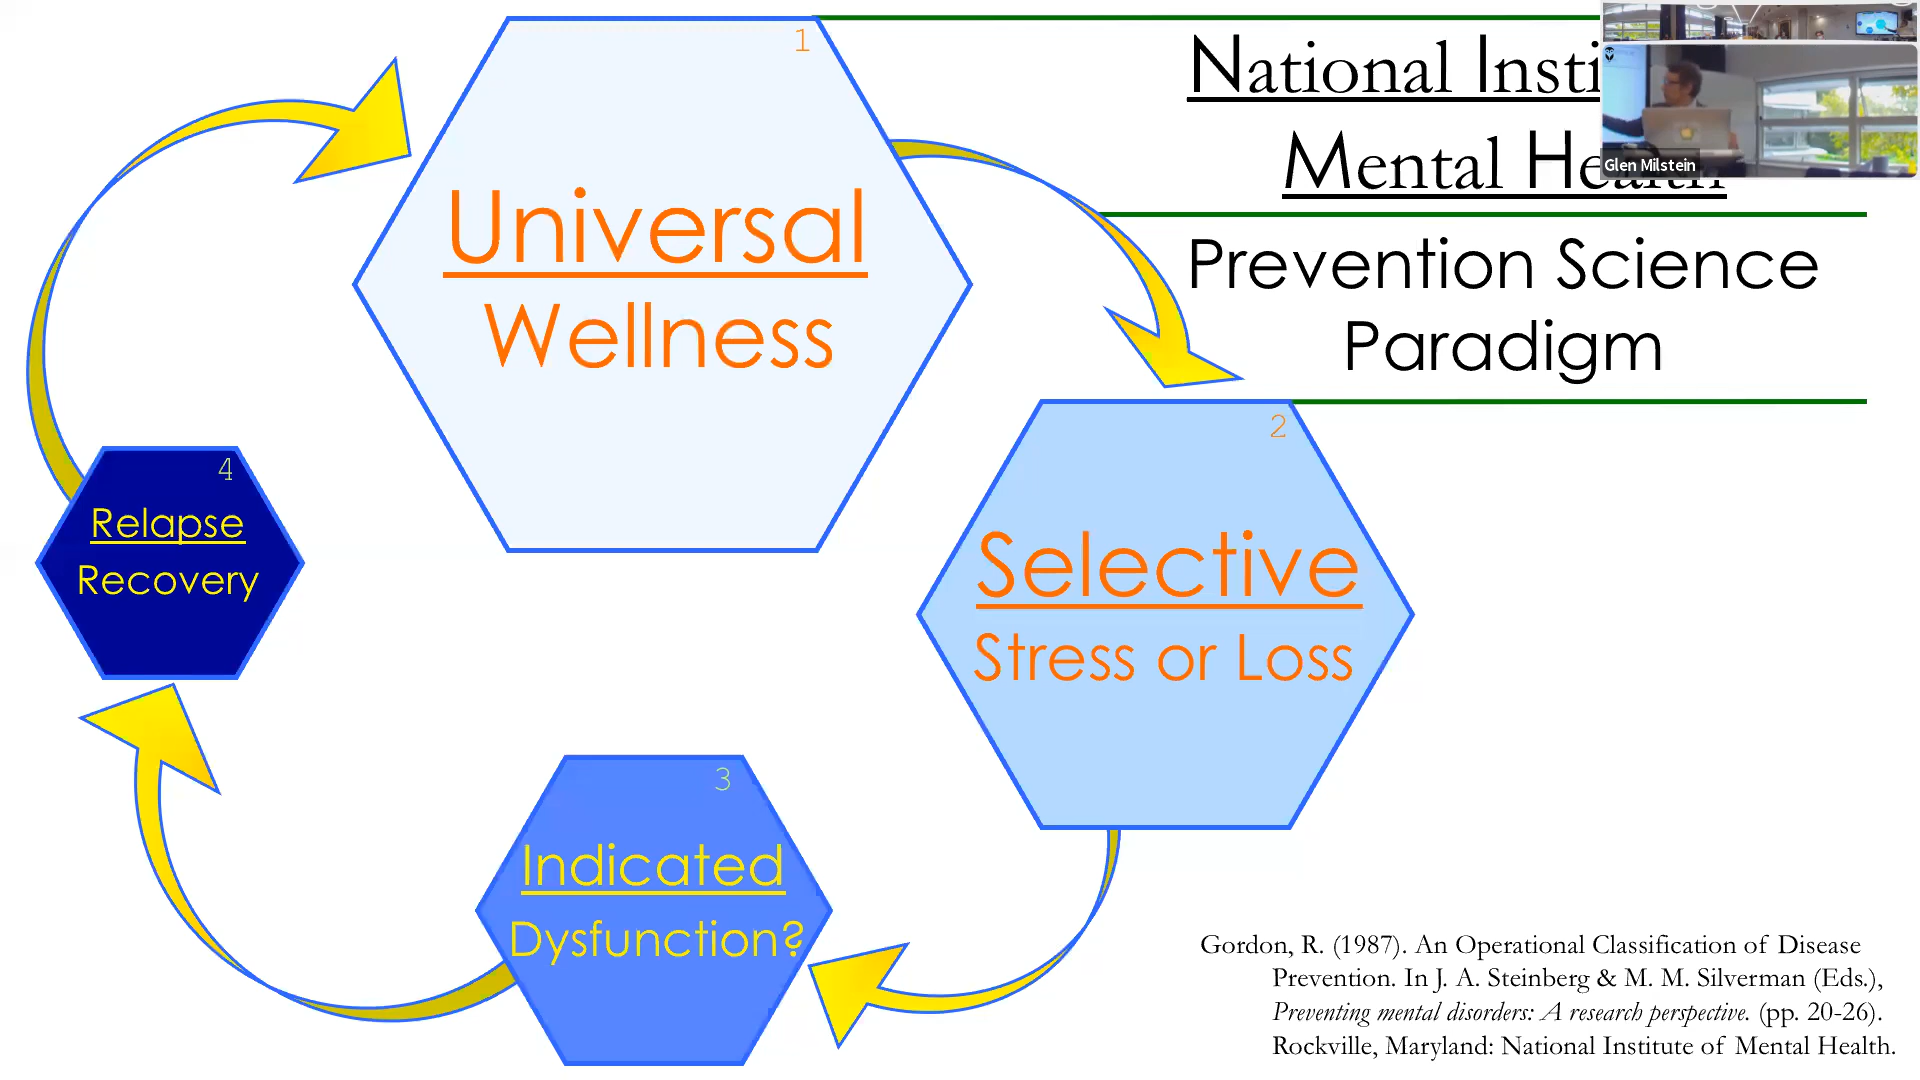 National Insti
Mental Health
Glen Milstein
Prevention Science
Paradigm
1
Universal
Wellness
2
Selective
Stress or Loss
3
Indicated
Dysfunction?
4
Relapse
Recovery
Gordon, R. (1987). An Operational Classification of Disease
Prevention. In J. A. Steinberg & M. M. Silverman (Eds.),
Preventing mental disorders: A research perspective. (pp. 20-26).
Rockville, Maryland: National Institute of Mental Health.